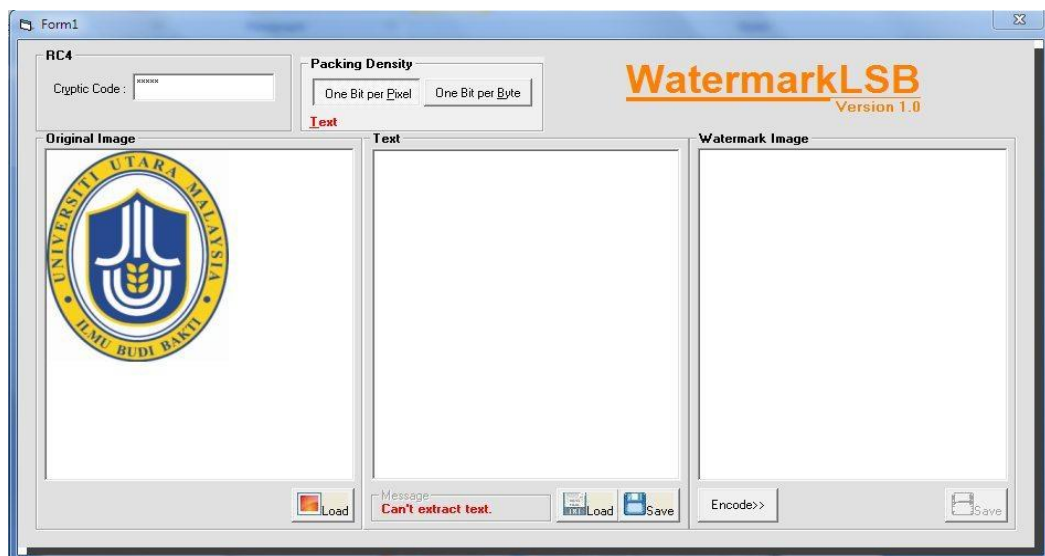 Form1
RC4
Cryptic Code :
*****
Packing Density
One Bit per Pixel
One Bit per Byte
Text
WatermarkLSB
Version 1.0
Original Image
UNIVERSITI UTARA MALAYSIA
ILMU BUDI BAKTI
Load
Text
Message
Can't extract text.
Load
Save
Watermark Image
Encode>>
Save